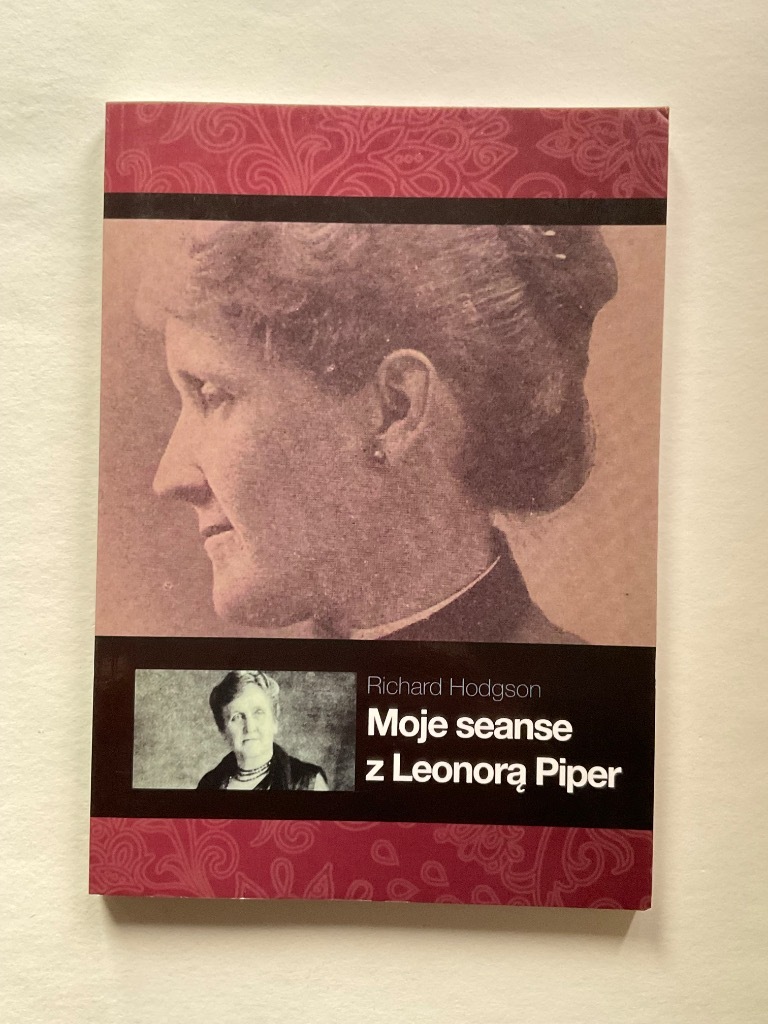 Richard Hodgson
Moje seanse
z Leonorą Piper